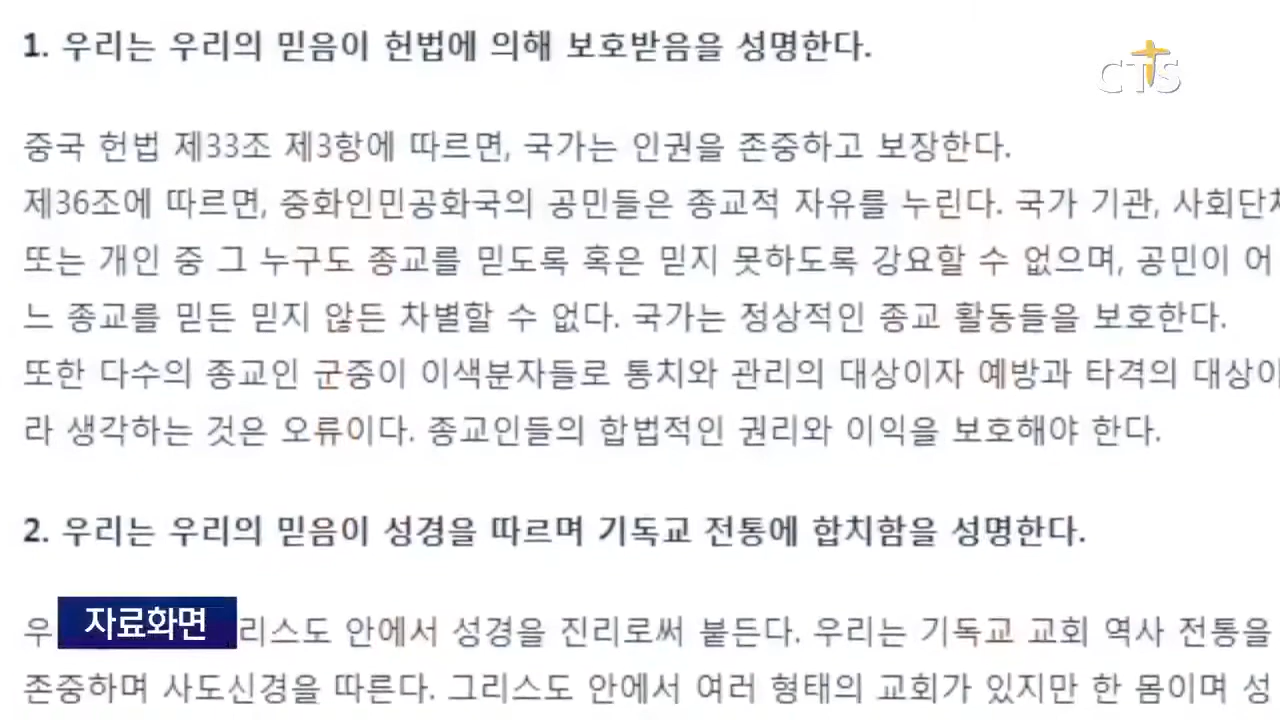 1. 우리는 우리의 믿음이 헌법에 의해 보호받음을 성명한다.
CTS
중국 헌법 제33조 제3항에 따르면, 국가는 인권을 존중하고 보장한다.
제36조에 따르면, 중화인민공화국의 공민들은 종교적 자유를 누린다. 국가 기관, 사회단체
또는 개인 중 그 누구도 종교를 믿도록 혹은 믿지 못하도록 강요할 수 없으며, 공민이 어
느 종교를 믿든 믿지 않든 차별할 수 없다. 국가는 정상적인 종교 활동들을 보호한다.
또한 다수의 종교인 군중이 이색분자들로 통치와 관리의 대상이자 예방과 타격의 대상이
라 생각하는 것은 오류이다. 종교인들의 합법적인 권리와 이익을 보호해야 한다.
2. 우리는 우리의 믿음이 성경을 따르며 기독교 전통에 합치함을 성명한다.
자료화면
우 리스도 안에서 성경을 진리로써 붙든다. 우리는 기독교 교회 역사 전통을
존중하며 사도신경을 따른다. 그리스도 안에서 여러 형태의 교회가 있지만 한 몸이며 성